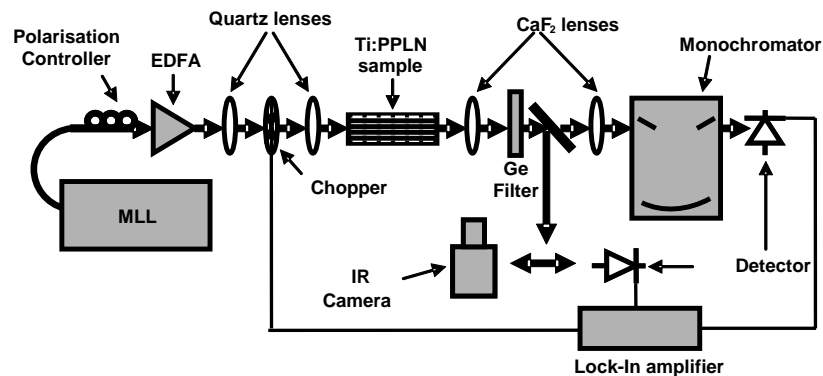 Polarisation
Controller
EDFA
Quartz lenses
Ti:PPLN
sample
CaF₂ lenses
Monochromator
MLL
Chopper
Ge
Filter
IR
Camera
Detector
Lock-In amplifier